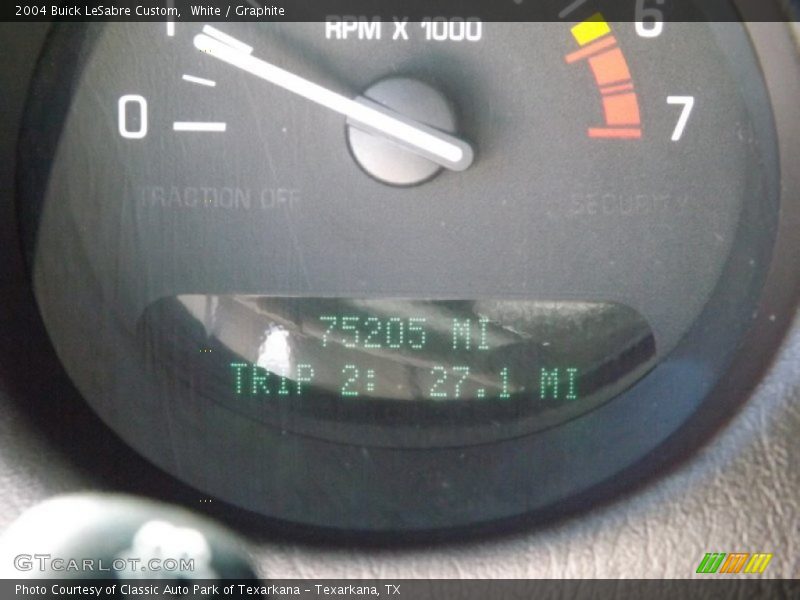 2004 Buick LeSabre Custom, White / Graphite
1 RPM X 1000 6
0 7
TRACTION OFF SECURITY
75205 MI
TRIP 2: 27.1 MI
GTCARLOT.COM
Photo Courtesy of Classic Auto Park of Texarkana - Texarkana, TX